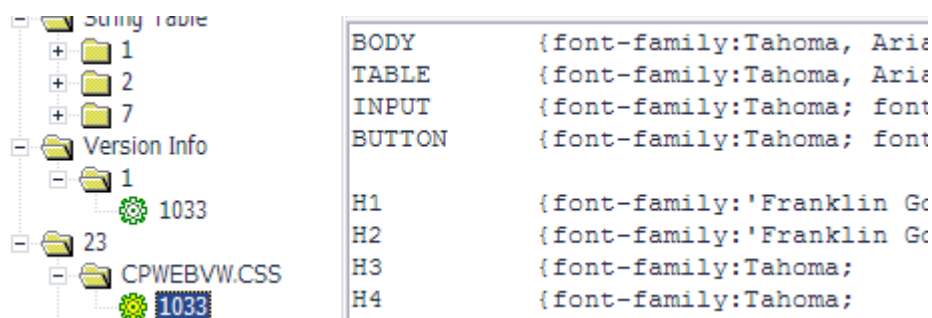 String Table
1
2
7
Version Info
1
1033
23
CPWEBVW.CSS
1033
BODY {font-family:Tahoma, Aria
TABLE {font-family:Tahoma, Aria
INPUT {font-family:Tahoma; font
BUTTON {font-family:Tahoma; font
H1 {font-family:'Franklin Go
H2 {font-family:'Franklin Go
H3 {font-family:Tahoma;
H4 {font-family:Tahoma;